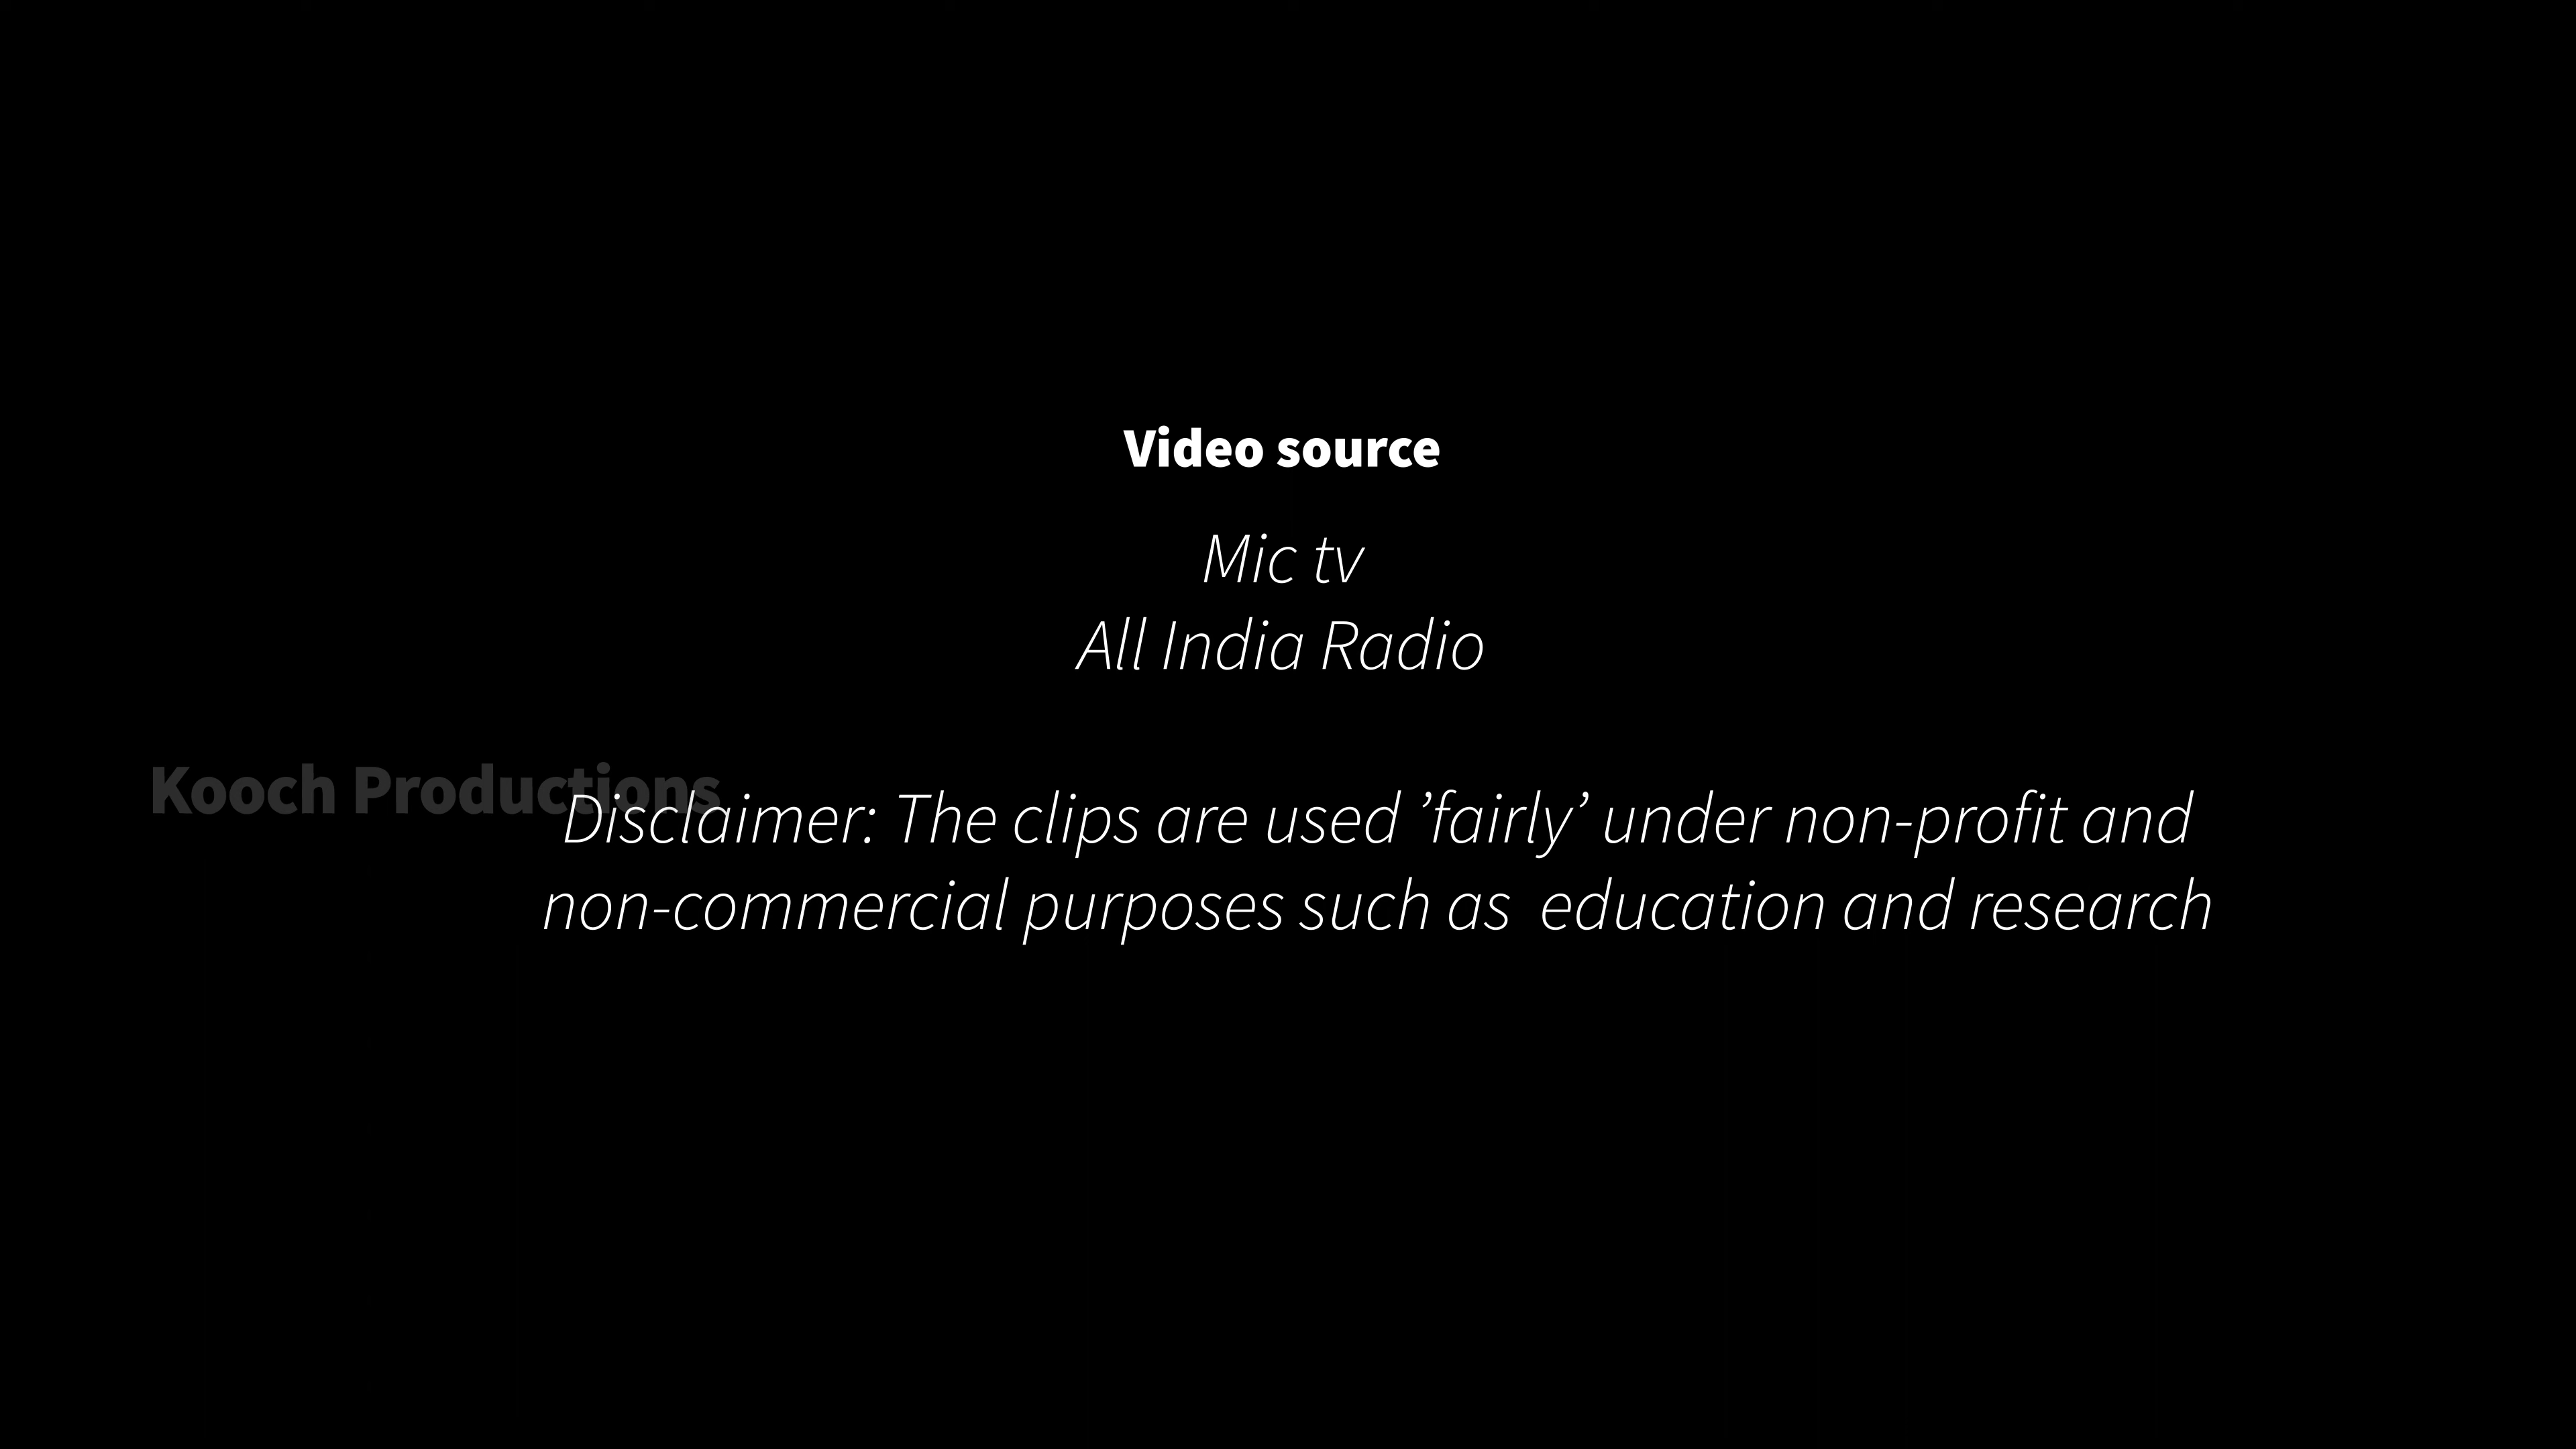 Video source
Mic tv
All India Radio
Kooch Productions
Disclaimer: The clips are used ’fairly’ under non-profit and
non-commercial purposes such as  education and research